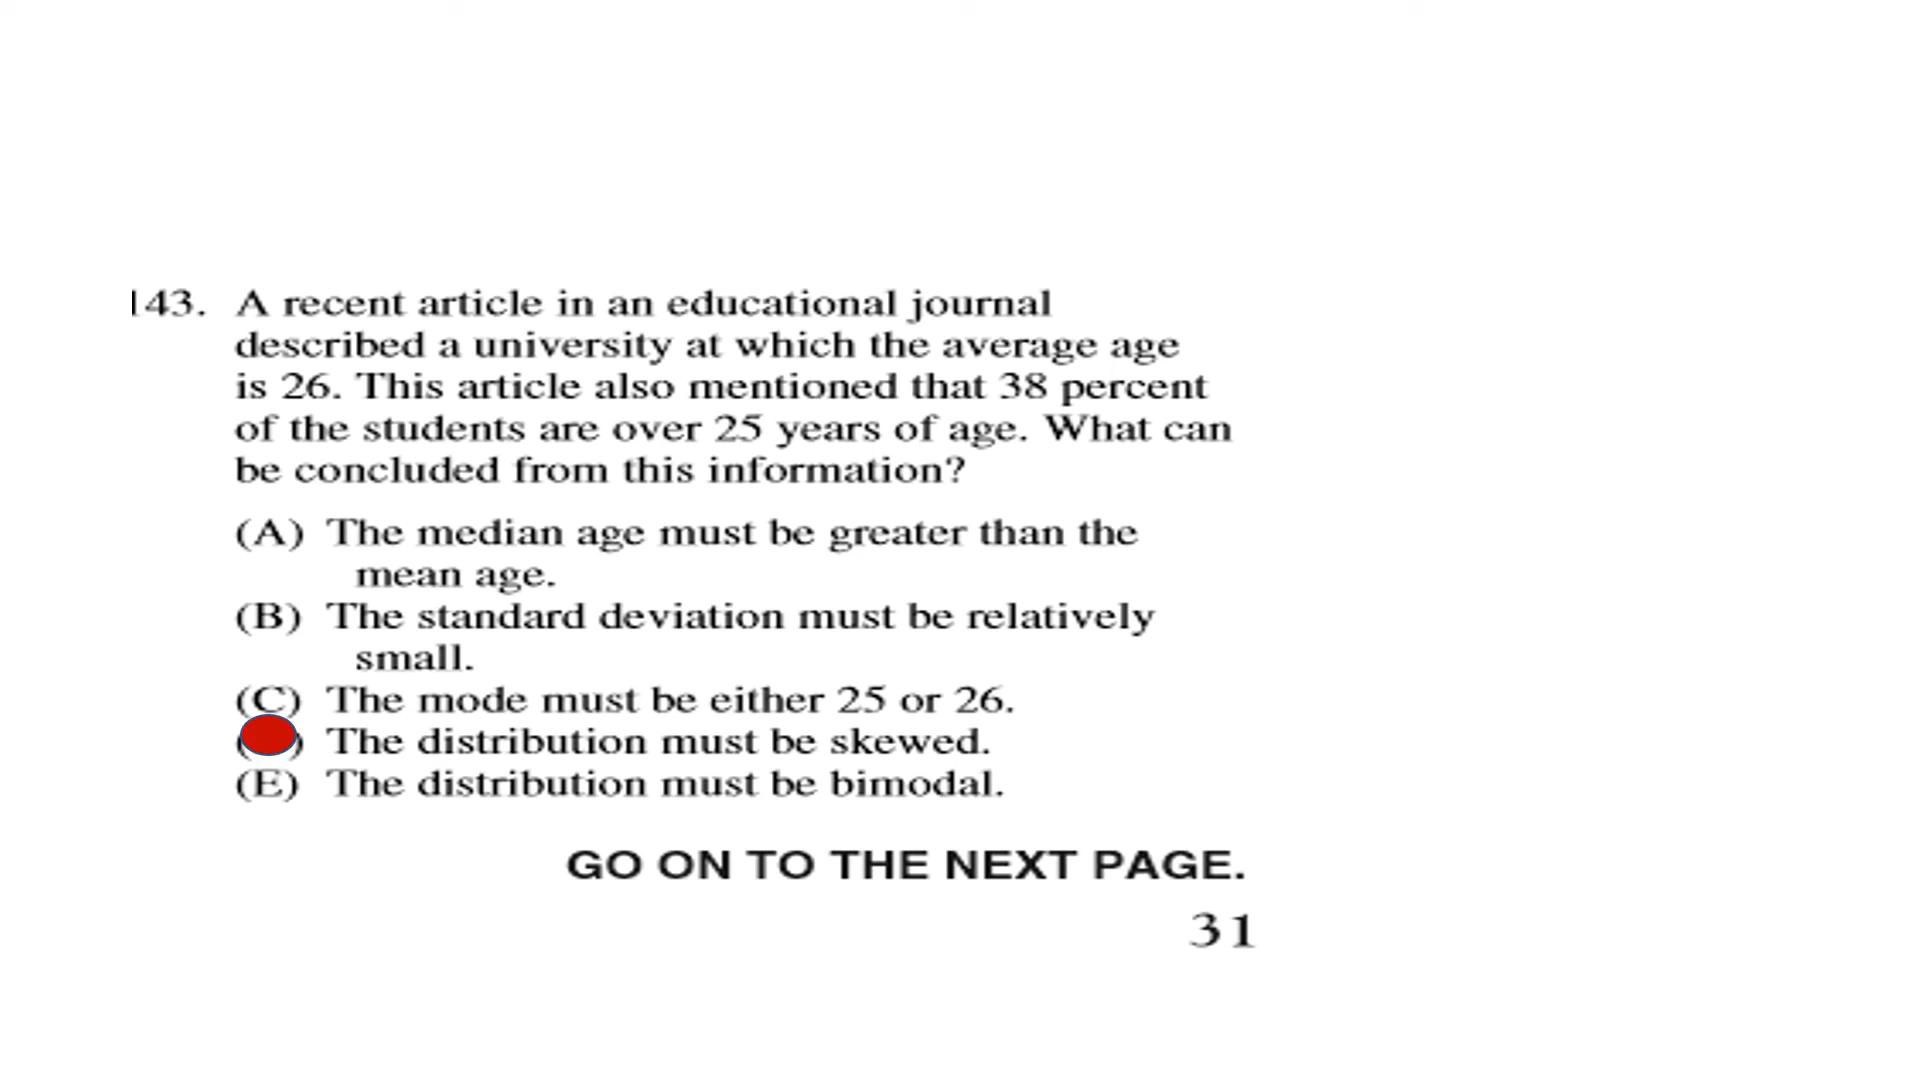 143. A recent article in an educational journal
described a university at which the average age
is 26. This article also mentioned that 38 percent
of the students are over 25 years of age. What can
be concluded from this information?
(A) The median age must be greater than the
mean age.
(B) The standard deviation must be relatively
small.
(C) The mode must be either 25 or 26.
( ) The distribution must be skewed.
(E) The distribution must be bimodal.
GO ON TO THE NEXT PAGE.
31